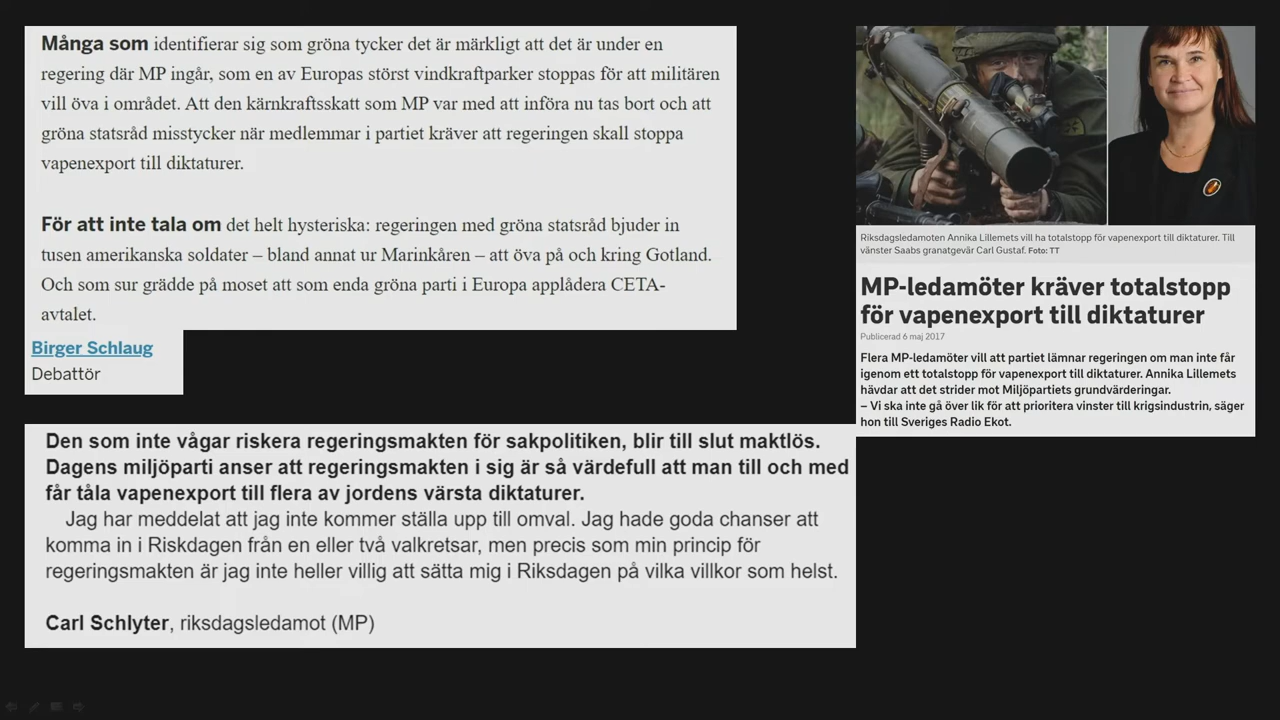 Många som identifierar sig som gröna tycker det är märkligt att det är under en
regering där MP ingår, som en av Europas störst vindkraftparker stoppas för att militären
vill öva i området. Att den kärnkraftsskatt som MP var med att införa nu tas bort och att
gröna statsråd misstycker när medlemmar i partiet kräver att regeringen skall stoppa
vapenexport till diktaturer.
För att inte tala om det helt hysteriska: regeringen med gröna statsråd bjuder in
tusen amerikanska soldater – bland annat ur Marinkåren – att öva på och kring Gotland.
Och som sur grädde på moset att som enda gröna parti i Europa applådera CETA-
avtalet.
Birger Schlaug
Debattör
Riksdagsledamoten Annika Lillemets vill ha totalstopp för vapenexport till diktaturer. Till
vänster Saabs granatgevär Carl Gustaf. Foto: TT
MP-ledamöter kräver totalstopp
för vapenexport till diktaturer
Publicerad 6 maj 2017
Flera MP-ledamöter vill att partiet lämnar regeringen om man inte får
igenom ett totalstopp för vapenexport till diktaturer. Annika Lillemets
hävdar att det strider mot Miljöpartiets grundvärderingar.
– Vi ska inte gå över lik för att prioritera vinster till krigsindustrin, säger
hon till Sveriges Radio Ekot.
Den som inte vågar riskera regeringsmakten för sakpolitiken, blir till slut maktlös.
Dagens miljöparti anser att regeringsmakten i sig är så värdefull att man till och med
får tåla vapenexport till flera av jordens värsta diktaturer.
Jag har meddelat att jag inte kommer ställa upp till omval. Jag hade goda chanser att
komma in i Riskdagen från en eller två valkretsar, men precis som min princip för
regeringsmakten är jag inte heller villig att sätta mig i Riksdagen på vilka villkor som helst.
Carl Schlyter, riksdagsledamot (MP)